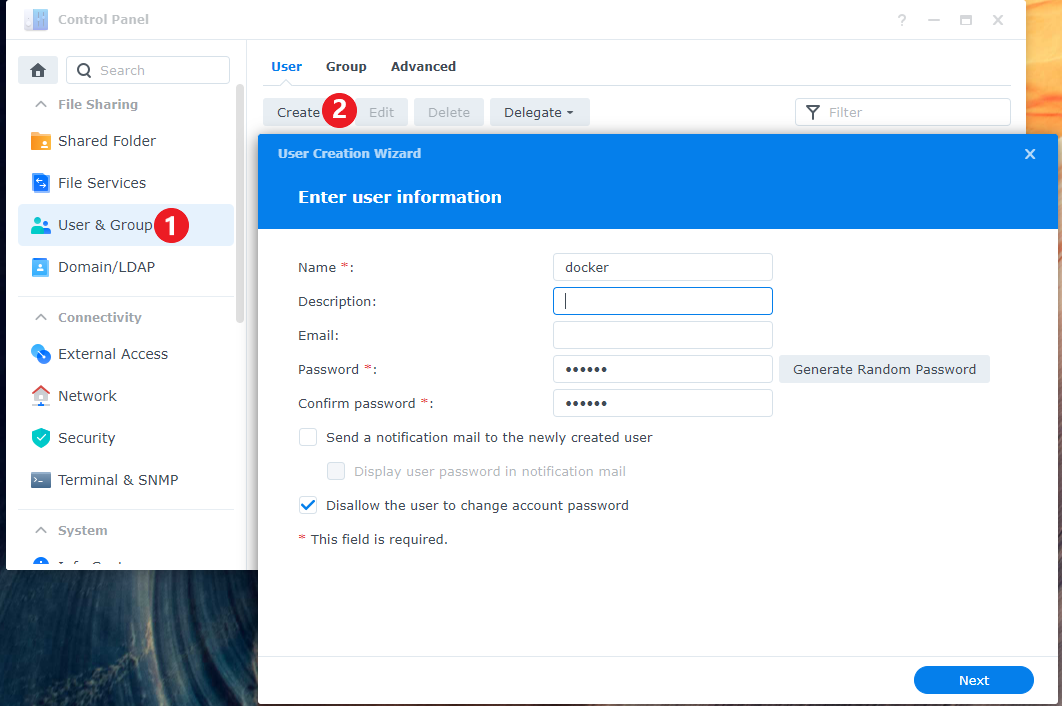 Control Panel
?
Search
User Group Advanced
File Sharing
Create 2 Edit Delete Delegate Filter
Shared Folder
User Creation Wizard
File Services
Enter user information
User & Group 1
Domain/LDAP
Name *: docker
Description:
Connectivity
Email:
External Access
Password *: •••••• Generate Random Password
Network
Confirm password *: ••••••
Security
Send a notification mail to the newly created user
Display user password in notification mail
Terminal & SNMP
Disallow the user to change account password
System
* This field is required.
Next